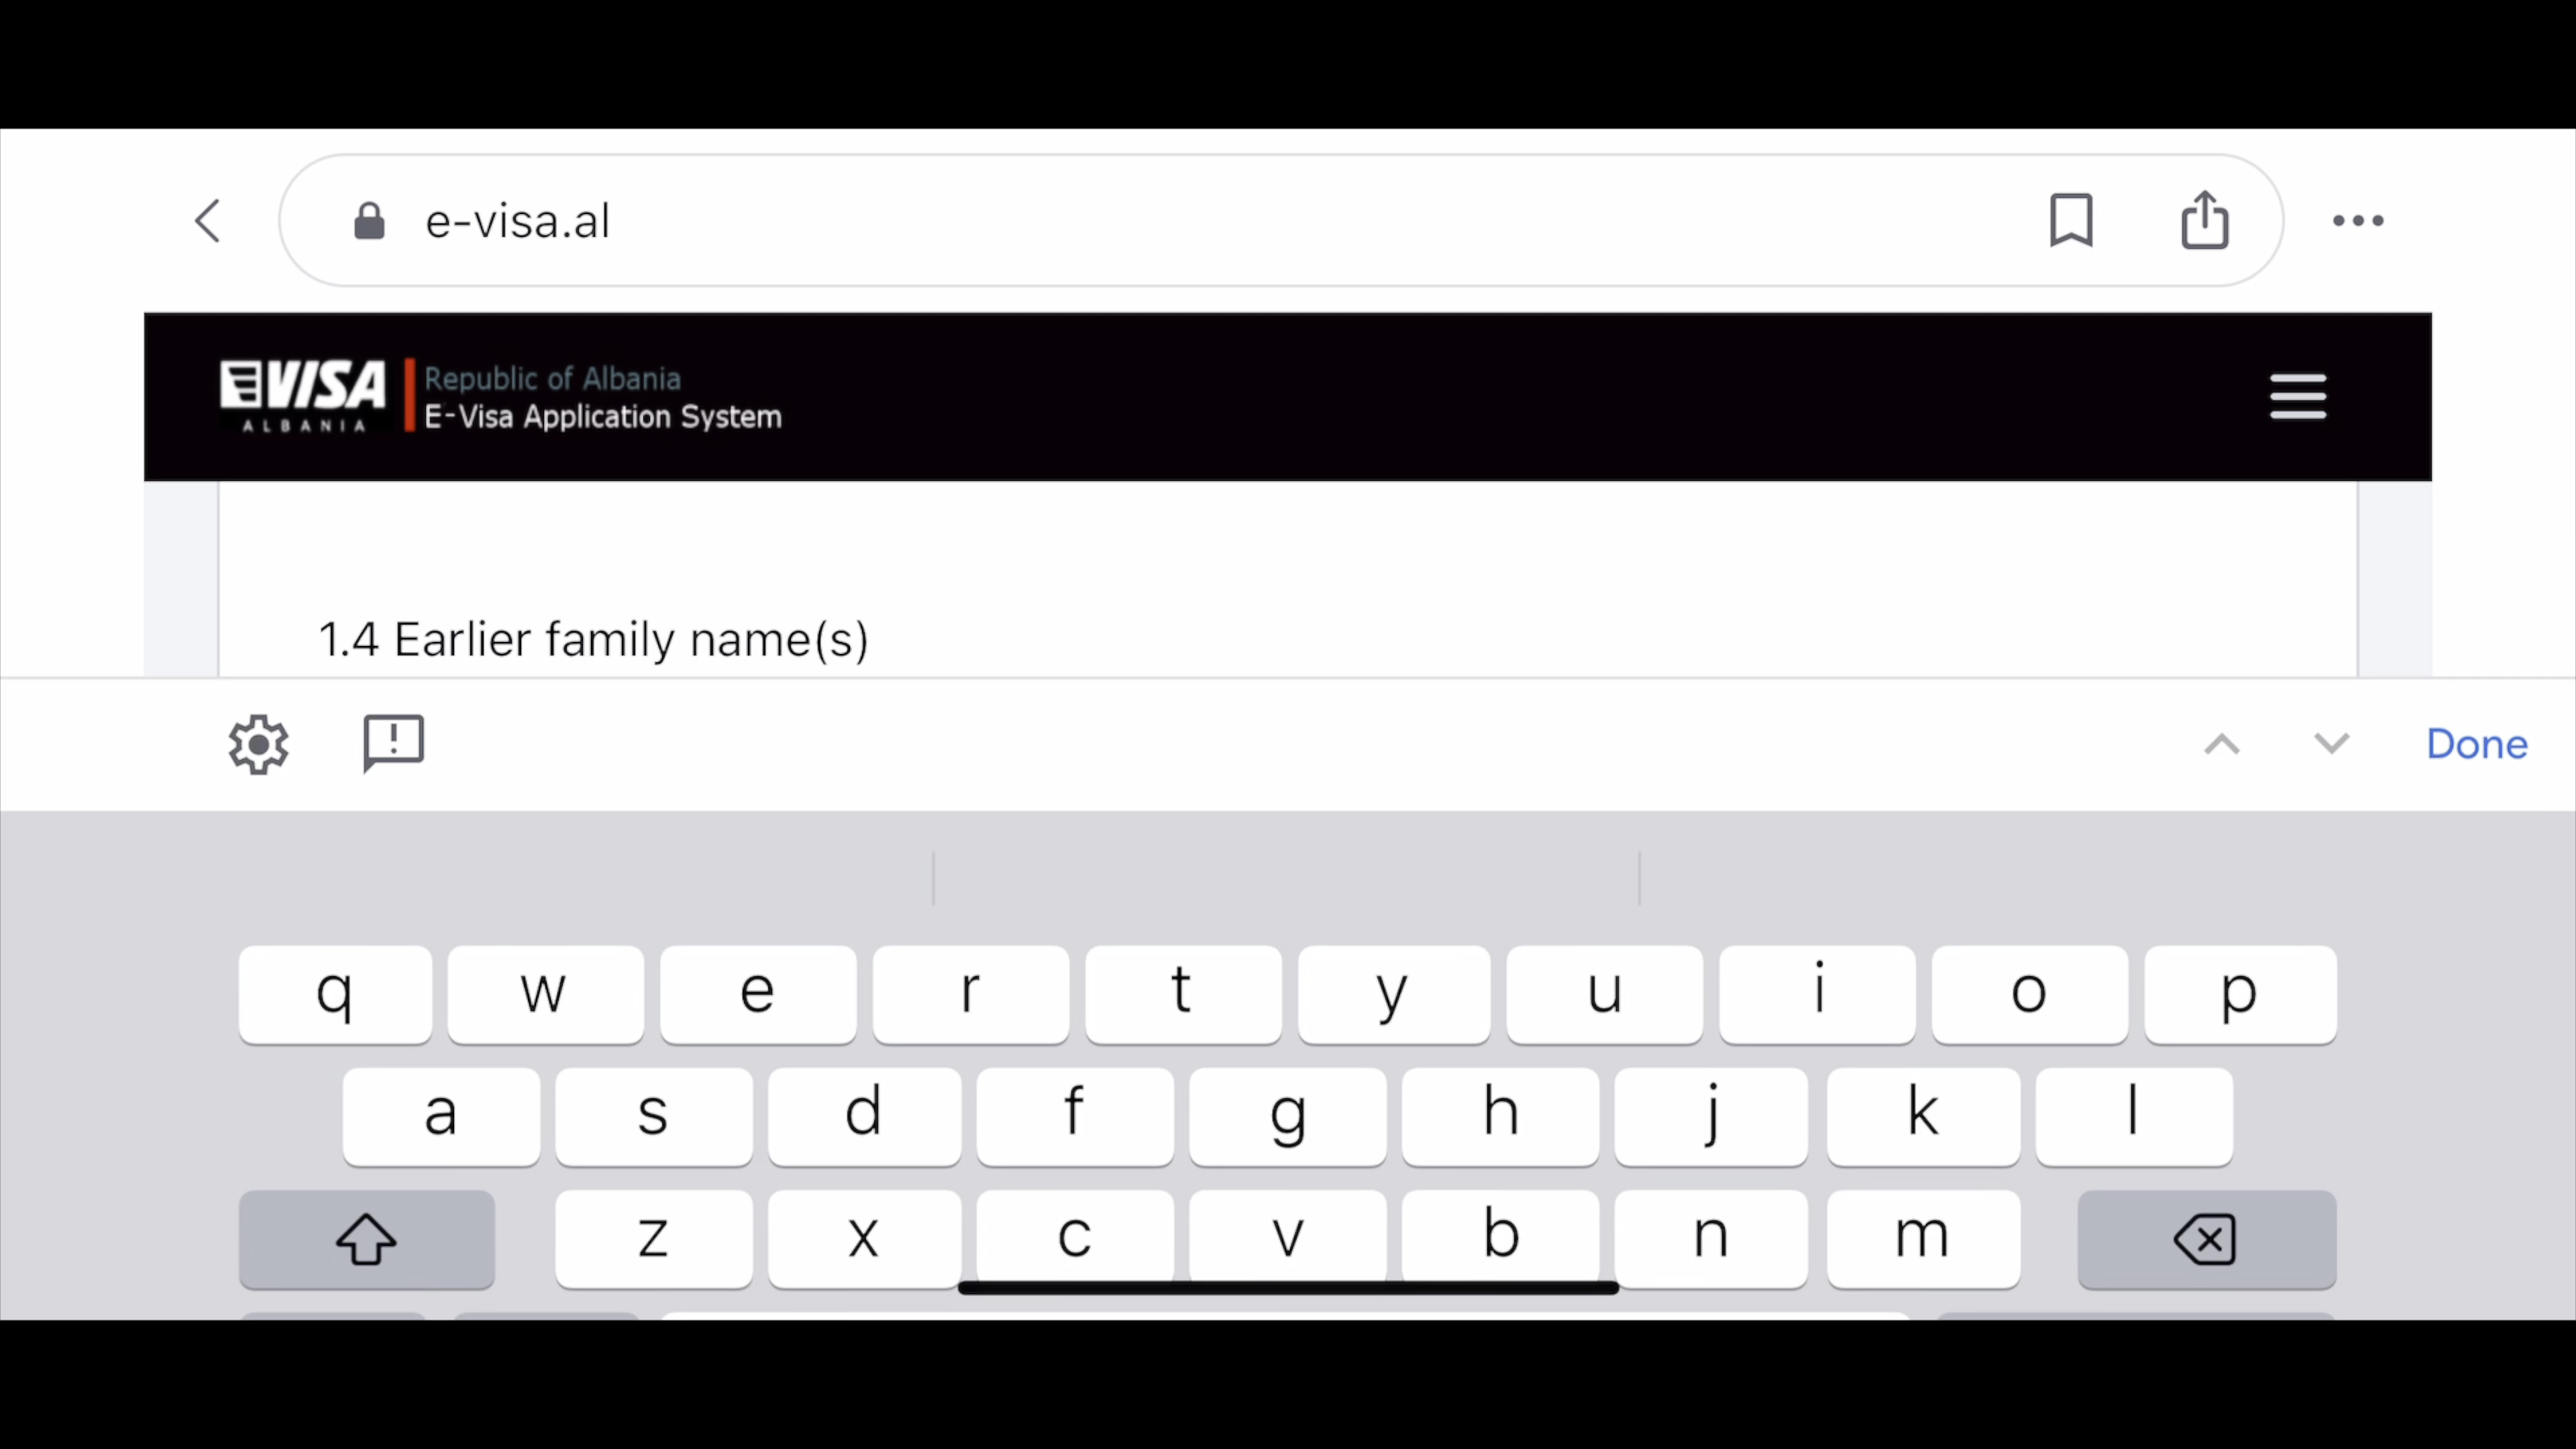 e-visa.al
EVISA
ALBANIA
Republic of Albania
E-Visa Application System
1.4 Earlier family name(s)
Done
q w e r t y u i o p
a s d f g h j k l
z x c v b n m